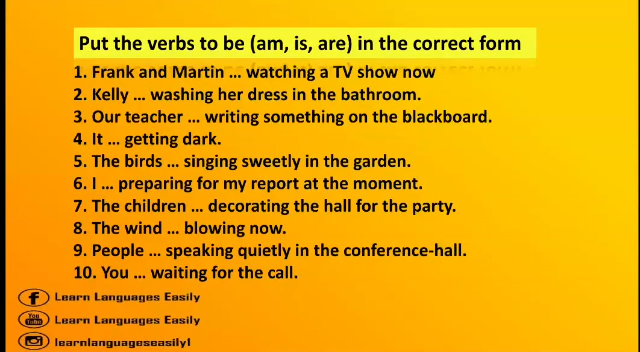 Put the verbs to be (am, is, are) in the correct form
1. Frank and Martin … watching a TV show now
2. Kelly … washing her dress in the bathroom.
3. Our teacher … writing something on the blackboard.
4. It … getting dark.
5. The birds … singing sweetly in the garden.
6. I … preparing for my report at the moment.
7. The children … decorating the hall for the party.
8. The wind … blowing now.
9. People … speaking quietly in the conference-hall.
10. You … waiting for the call.
f Learn Languages Easily
You Tube Learn Languages Easily
learnlanguageseasily1